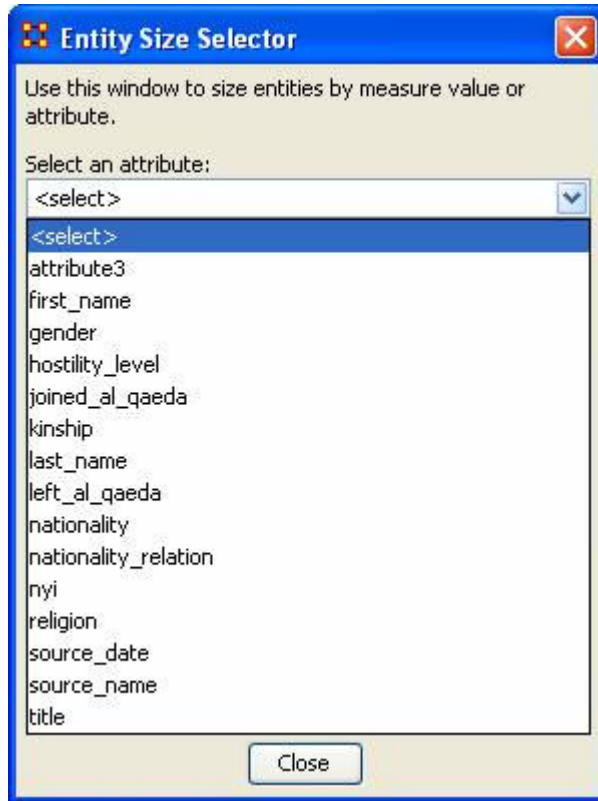 Entity Size Selector
Use this window to size entities by measure value or
attribute.
Select an attribute:
<select>
<select>
attribute3
first_name
gender
hostility_level
joined_al_qaeda
kinship
last_name
left_al_qaeda
nationality
nationality_relation
nyi
religion
source_date
source_name
title
Close